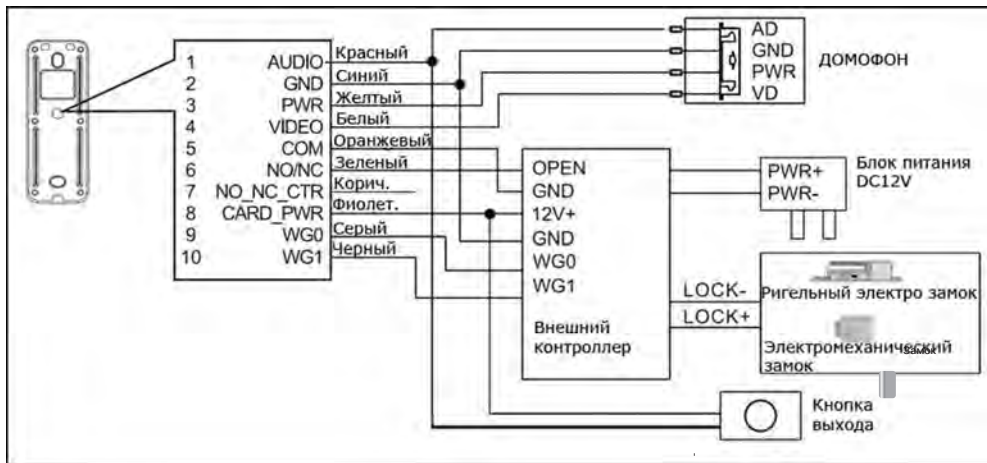 1 AUDIO Красный
2 GND Синий
3 PWR Желтый
4 VIDEO Белый
5 COM Оранжевый
6 NO/NC Зеленый
7 NO_NC_CTR Корич.
8 CARD_PWR Фиолет.
9 WG0 Серый
10 WG1 Черный
AD
GND
PWR
VD
ДОМОФОН
OPEN
GND
12V+
GND
WG0
WG1
Внешний
контроллер
PWR+
PWR-
Блок питания
DC12V
LOCK-
LOCK+
Ригельный электро замок
Электромеханический
замок
замок
Кнопка
выхода